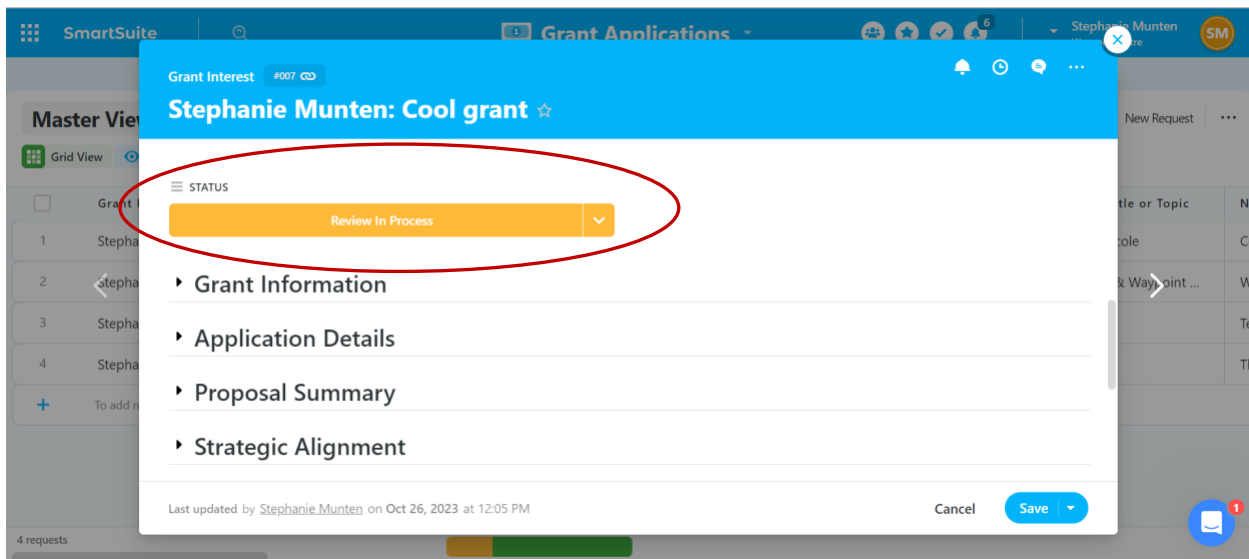 SmartSuite
Grant Applications
6
Stephanie Munten
SM
Grant Interest #007
Stephanie Munten: Cool grant
Master View
New Request
Grid View
STATUS
Review In Process
Grant I
tle or Topic
N
1 Stepha
cole
C
2 Stepha
& Waypoint ...
W
3 Stepha
Te
4 Stepha
Th
+ To add n
Grant Information
Application Details
Proposal Summary
Strategic Alignment
Last updated by Stephanie Munten on Oct 26, 2023 at 12:05 PM
Cancel
Save
1
4 requests